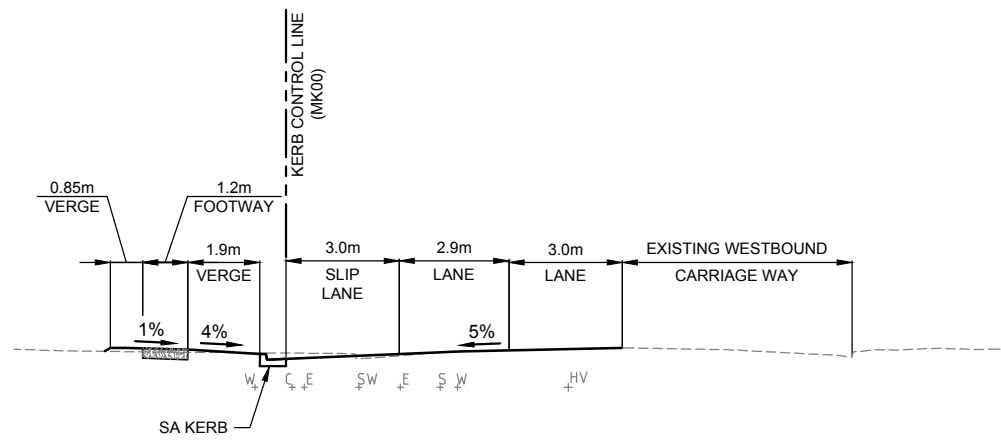 KERB CONTROL LINE
(MK00)
0.85m
VERGE
1.2m
FOOTWAY
1.9m
VERGE
3.0m
SLIP
LANE
2.9m
LANE
3.0m
LANE
EXISTING WESTBOUND
CARRIAGE WAY
1%
4%
5%
W
C
E
SW
E
S
W
HV
SA KERB